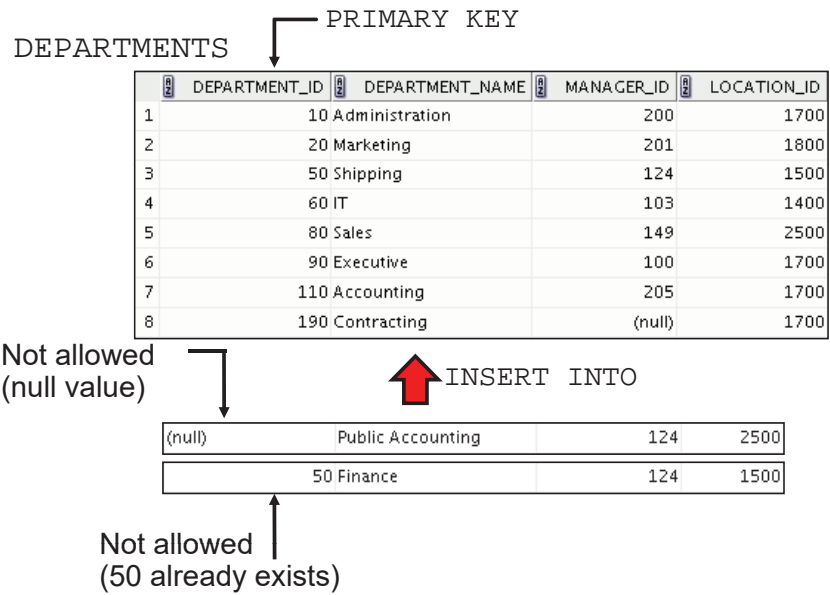 PRIMARY KEY
DEPARTMENTS
DEPARTMENT_ID DEPARTMENT_NAME MANAGER_ID LOCATION_ID
1 10 Administration 200 1700
2 20 Marketing 201 1800
3 50 Shipping 124 1500
4 60 IT 103 1400
5 80 Sales 149 2500
6 90 Executive 100 1700
7 110 Accounting 205 1700
8 190 Contracting (null) 1700
Not allowed
(null value)
INSERT INTO
(null) Public Accounting 124 2500
50 Finance 124 1500
Not allowed
(50 already exists)